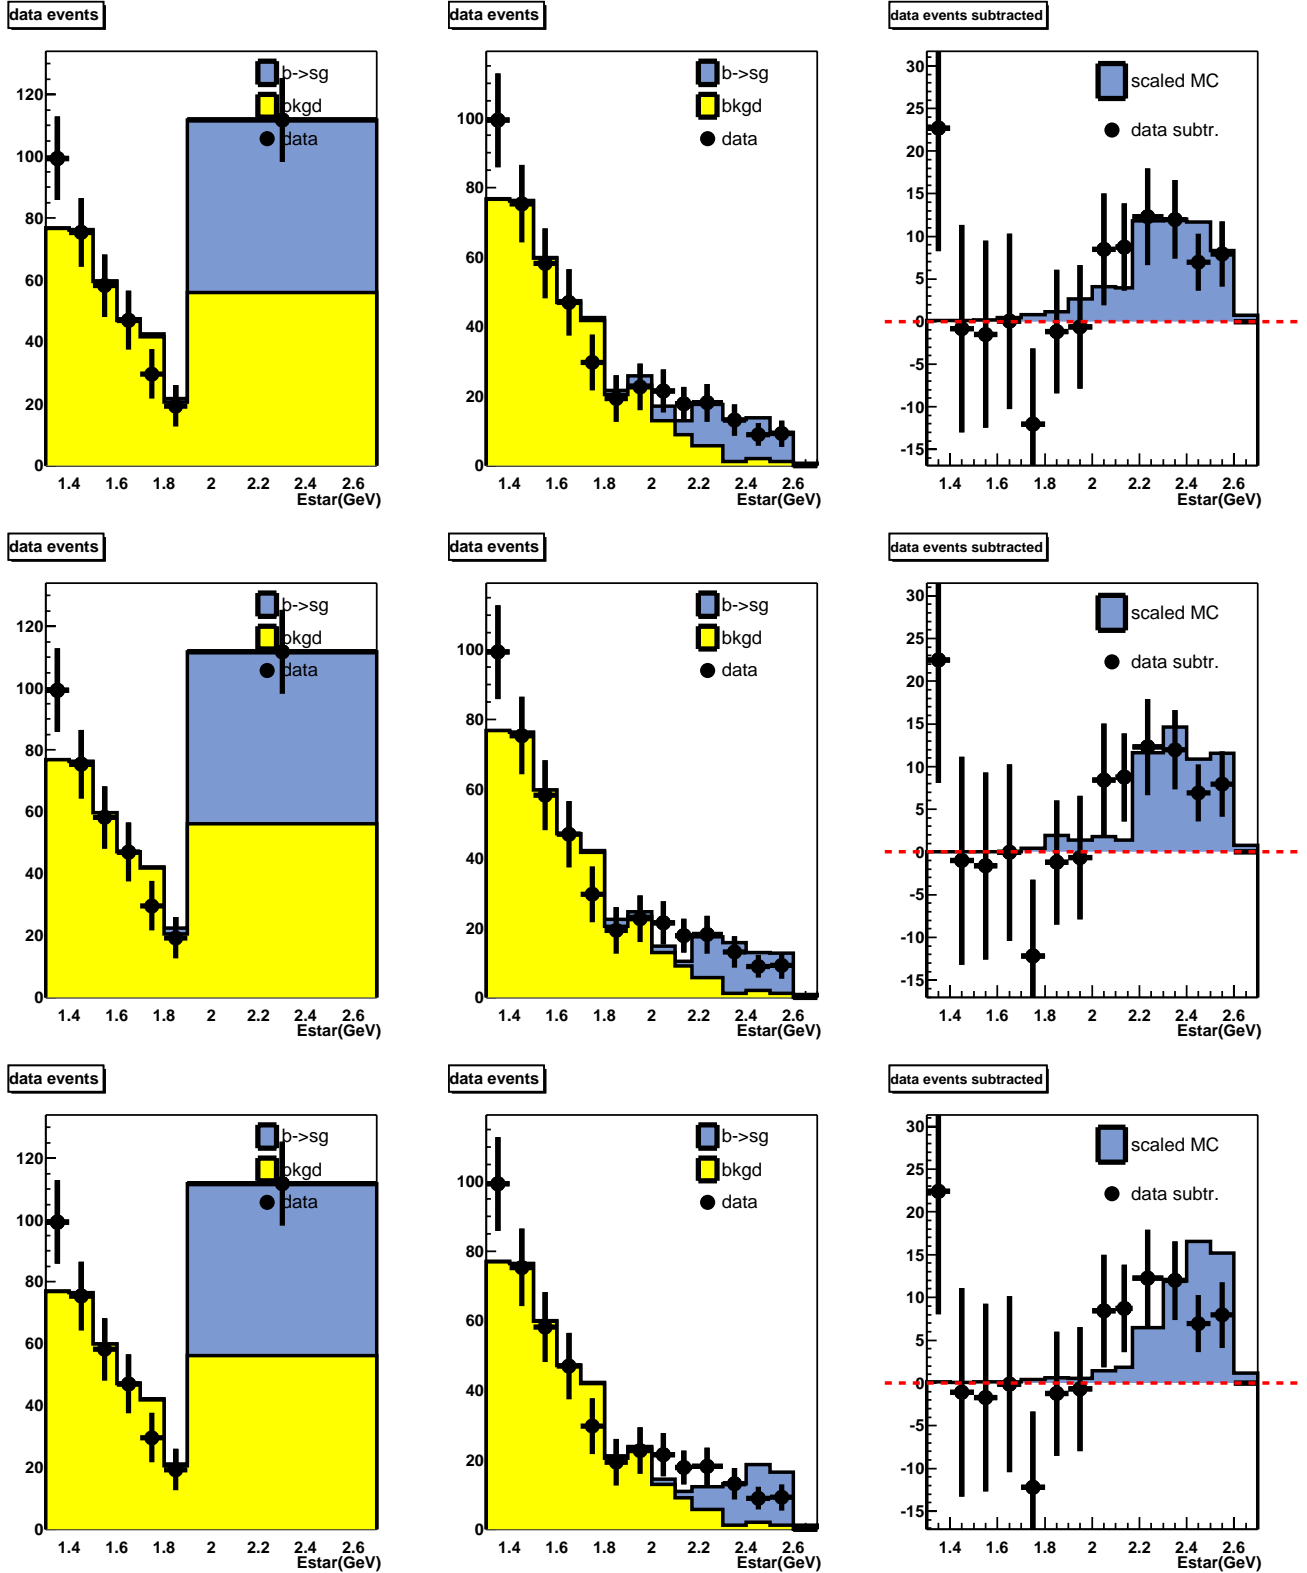 data events
b->sg
bkgd
data
120
100
80
60
40
20
0
1.4 1.6 1.8 2 2.2 2.4 2.6
Estar(GeV)
data events
b->sg
bkgd
data
100
80
60
40
20
0
1.4 1.6 1.8 2 2.2 2.4 2.6
Estar(GeV)
data events subtracted
scaled MC
data subtr.
30
25
20
15
10
5
0
-5
-10
-15
1.4 1.6 1.8 2 2.2 2.4 2.6
Estar(GeV)
data events
b->sg
bkgd
data
120
100
80
60
40
20
0
1.4 1.6 1.8 2 2.2 2.4 2.6
Estar(GeV)
data events
b->sg
bkgd
data
100
80
60
40
20
0
1.4 1.6 1.8 2 2.2 2.4 2.6
Estar(GeV)
data events subtracted
scaled MC
data subtr.
30
25
20
15
10
5
0
-5
-10
-15
1.4 1.6 1.8 2 2.2 2.4 2.6
Estar(GeV)
data events
b->sg
bkgd
data
120
100
80
60
40
20
0
1.4 1.6 1.8 2 2.2 2.4 2.6
Estar(GeV)
data events
b->sg
bkgd
data
100
80
60
40
20
0
1.4 1.6 1.8 2 2.2 2.4 2.6
Estar(GeV)
data events subtracted
scaled MC
data subtr.
30
25
20
15
10
5
0
-5
-10
-15
1.4 1.6 1.8 2 2.2 2.4 2.6
Estar(GeV)